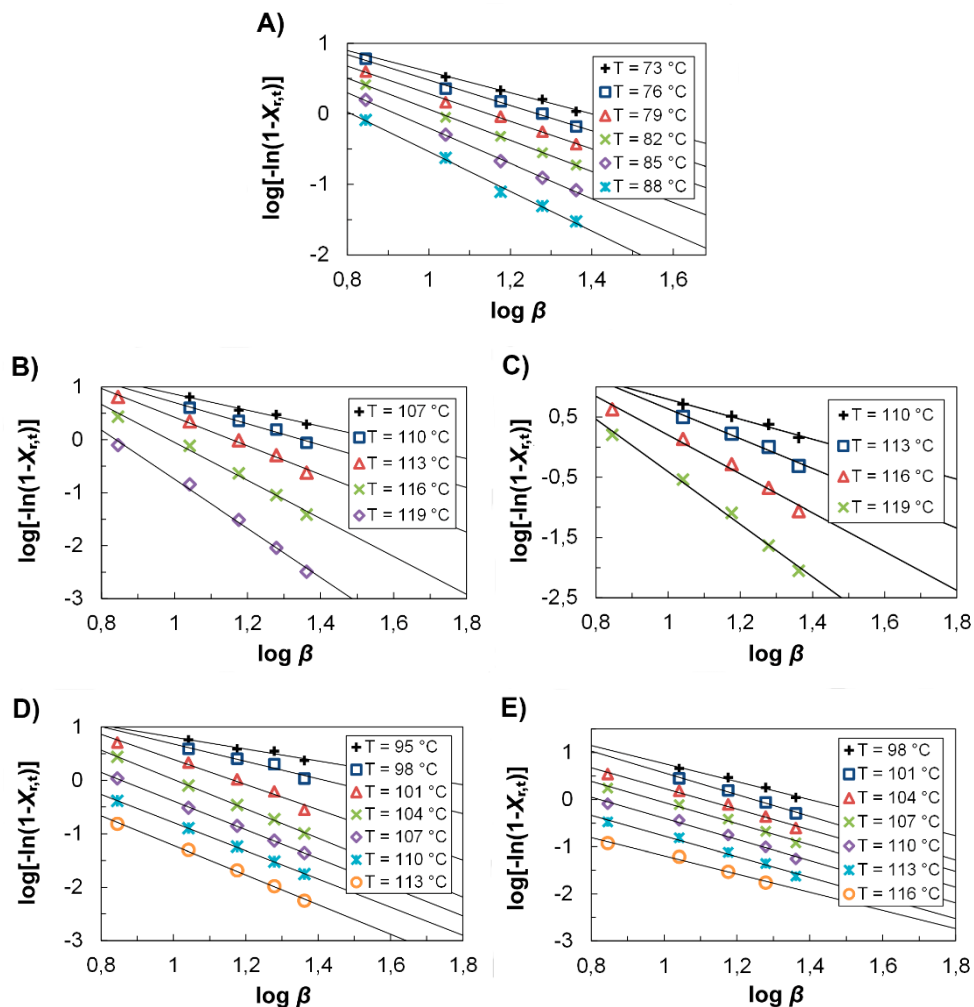 A)
log[-ln(1-X_r,t)]
1
0
-1
-2
0,8
1
1,2
1,4
1,6
log β
T = 73 °C
T = 76 °C
T = 79 °C
T = 82 °C
T = 85 °C
T = 88 °C
B)
log[-ln(1-X_r,t)]
1
0
-1
-2
-3
0,8
1
1,2
1,4
1,6
1,8
log β
T = 107 °C
T = 110 °C
T = 113 °C
T = 116 °C
T = 119 °C
C)
log[-ln(1-X_r,t)]
0,5
-0,5
-1,5
-2,5
0,8
1
1,2
1,4
1,6
1,8
log β
T = 110 °C
T = 113 °C
T = 116 °C
T = 119 °C
D)
log[-ln(1-X_r,t)]
1
0
-1
-2
-3
0,8
1
1,2
1,4
1,6
1,8
log β
T = 95 °C
T = 98 °C
T = 101 °C
T = 104 °C
T = 107 °C
T = 110 °C
T = 113 °C
E)
log[-ln(1-X_r,t)]
1
0
-1
-2
-3
0,8
1
1,2
1,4
1,6
1,8
log β
T = 98 °C
T = 101 °C
T = 104 °C
T = 107 °C
T = 110 °C
T = 113 °C
T = 116 °C